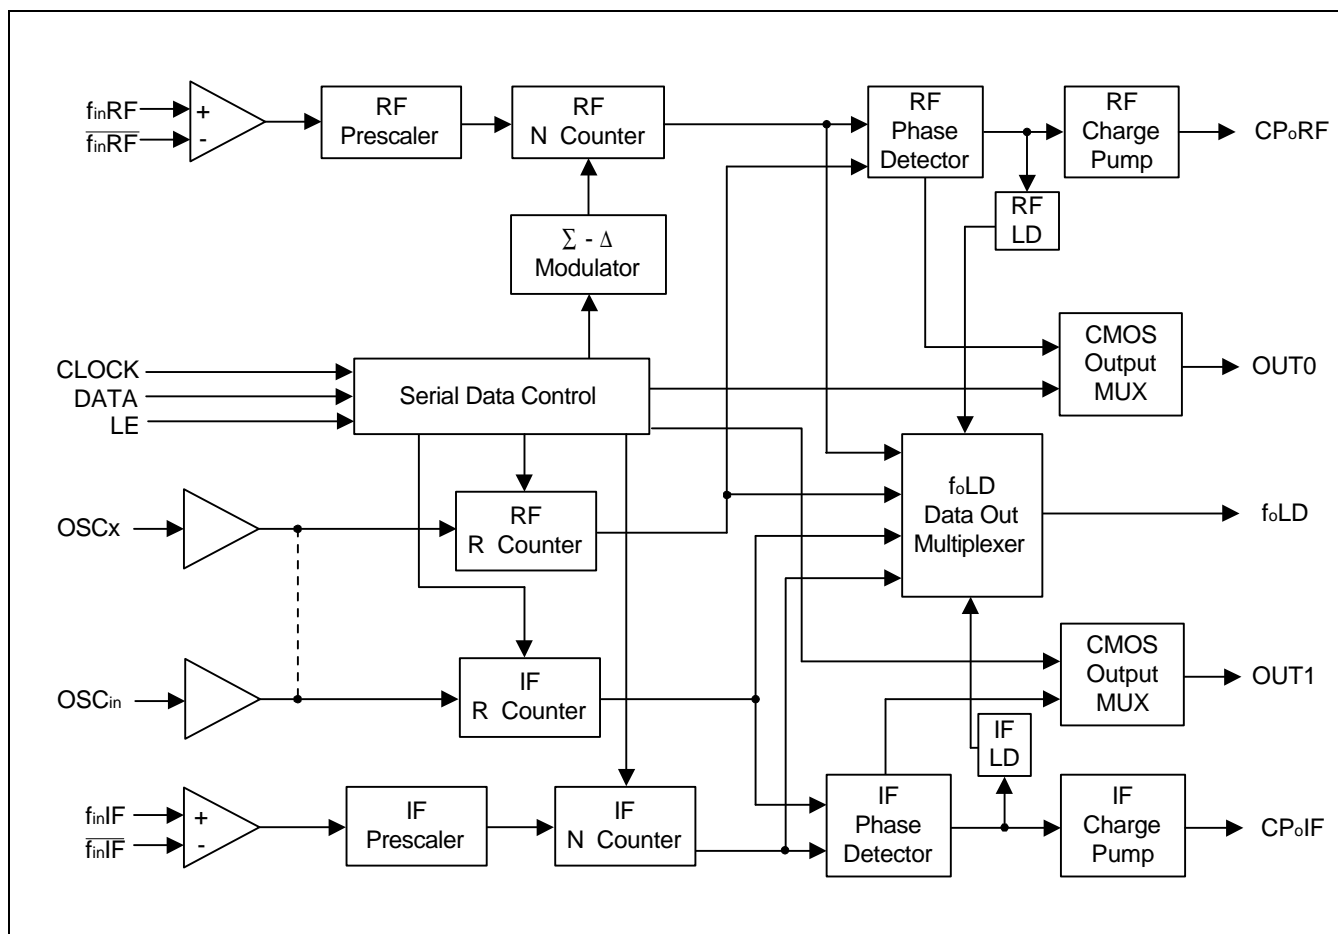 finRF
+
finRF
-
RF
Prescaler
RF
N Counter
RF
Phase
Detector
RF
Charge
Pump
CPoRF
RF
LD
Σ - Δ
Modulator
CLOCK
DATA
LE
Serial Data Control
CMOS
Output
MUX
OUT0
OSCx
RF
R Counter
foLD
Data Out
Multiplexer
foLD
OSCin
IF
R Counter
CMOS
Output
MUX
OUT1
IF
LD
finIF
+
finIF
-
IF
Prescaler
IF
N Counter
IF
Phase
Detector
IF
Charge
Pump
CPoIF